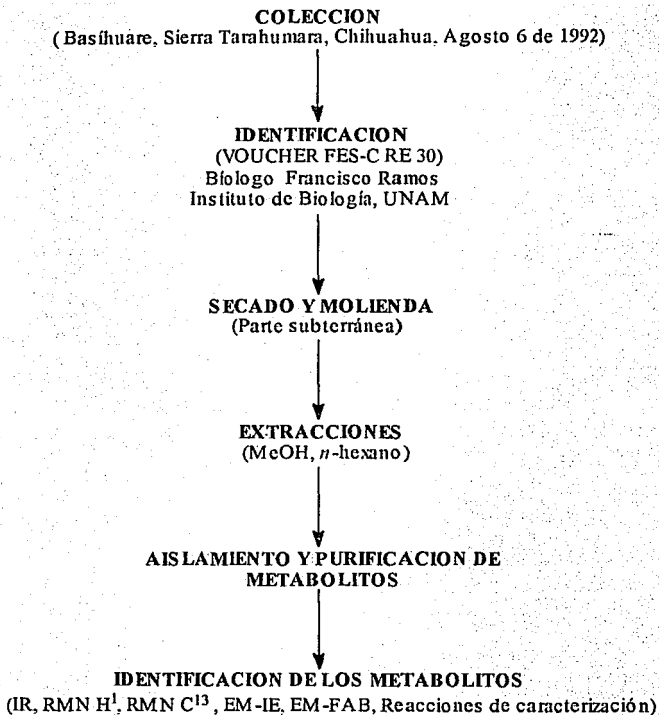 COLECCION
( Basíhuare, Sierra Tarahumara, Chihuahua, Agosto 6 de 1992)
IDENTIFICACION
(VOUCHER FES-C RE 30)
Bíologo Francisco Ramos
Instituto de Biología, UNAM
SECADO Y MOLIENDA
(Parte subterránea)
EXTRACCIONES
(MeOH, n-hexano)
AISLAMIENTO Y PURIFICACION DE
METABOLITOS
IDENTIFICACION DE LOS METABOLITOS
(IR, RMN H¹, RMN C¹³, EM-IE, EM-FAB, Reacciones de caracterización)